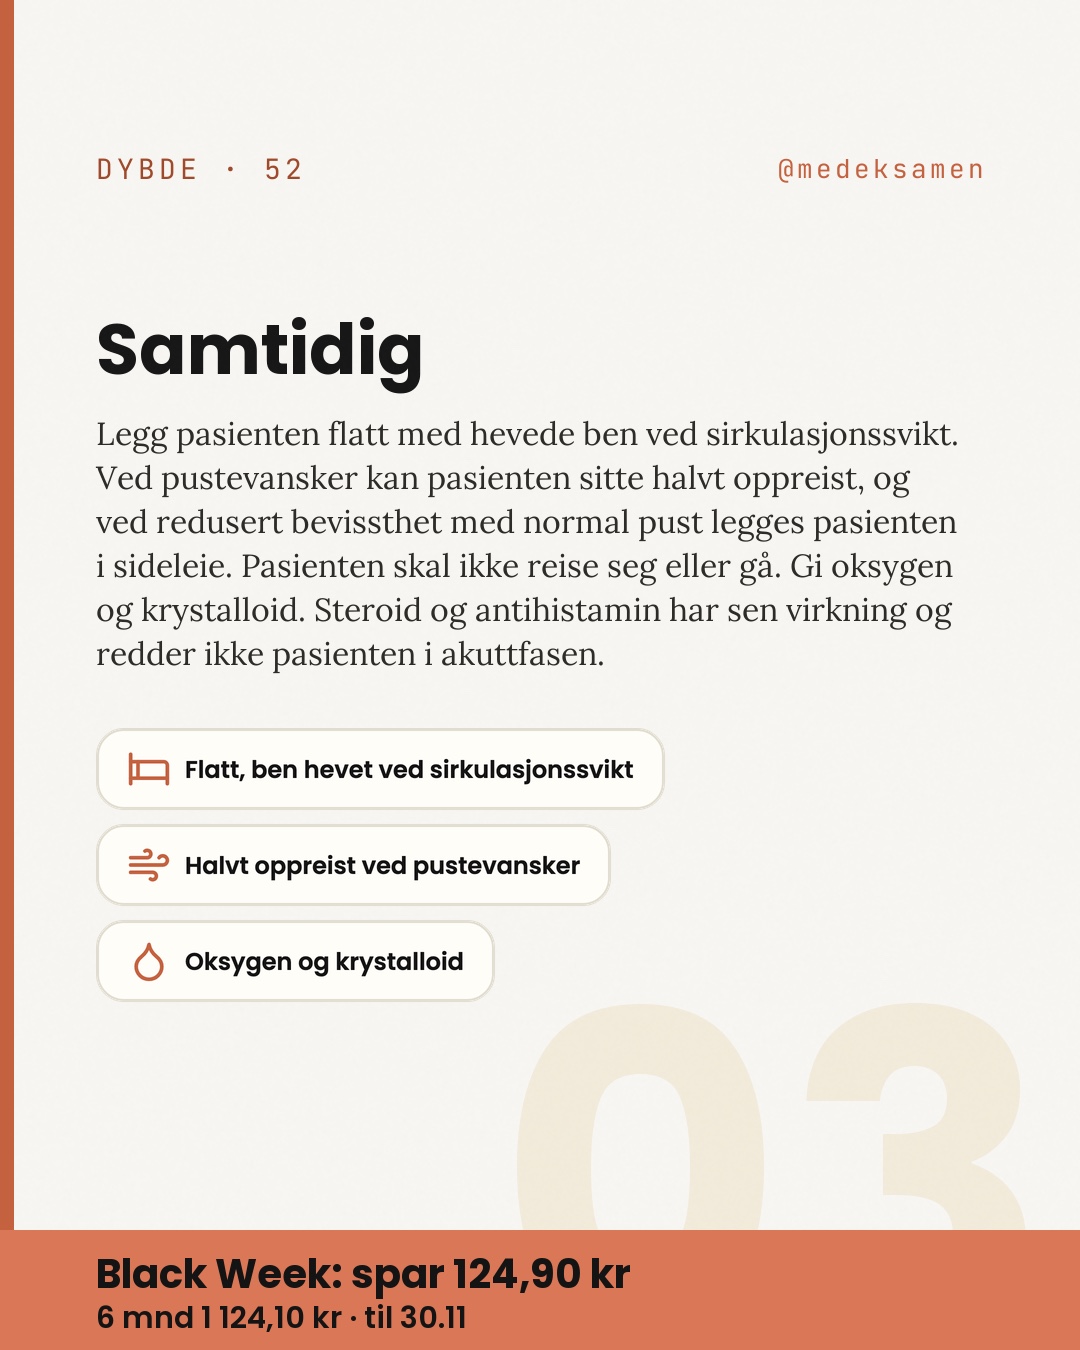 DYBDE · 52
@medeksamen
Samtidig
Legg pasienten flatt med hevede ben ved sirkulasjonssvikt.
Ved pustevansker kan pasienten sitte halvt oppreist, og
ved redusert bevissthet med normal pust legges pasienten
i sideleie. Pasienten skal ikke reise seg eller gå. Gi oksygen
og krystalloid. Steroid og antihistamin har sen virkning og
redder ikke pasienten i akuttfasen.
Flatt, ben hevet ved sirkulasjonssvikt
Halvt oppreist ved pustevansker
Oksygen og krystalloid
03
Black Week: spar 124,90 kr
6 mnd 1 124,10 kr · til 30.11